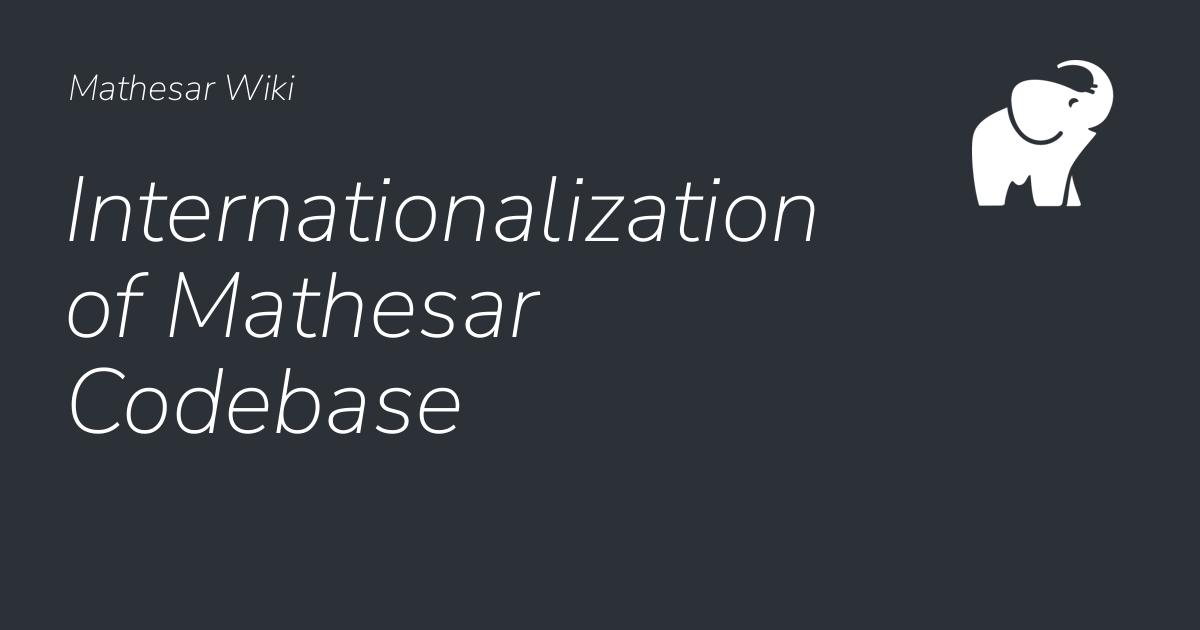 Mathesar Wiki
Internationalization
of Mathesar
Codebase